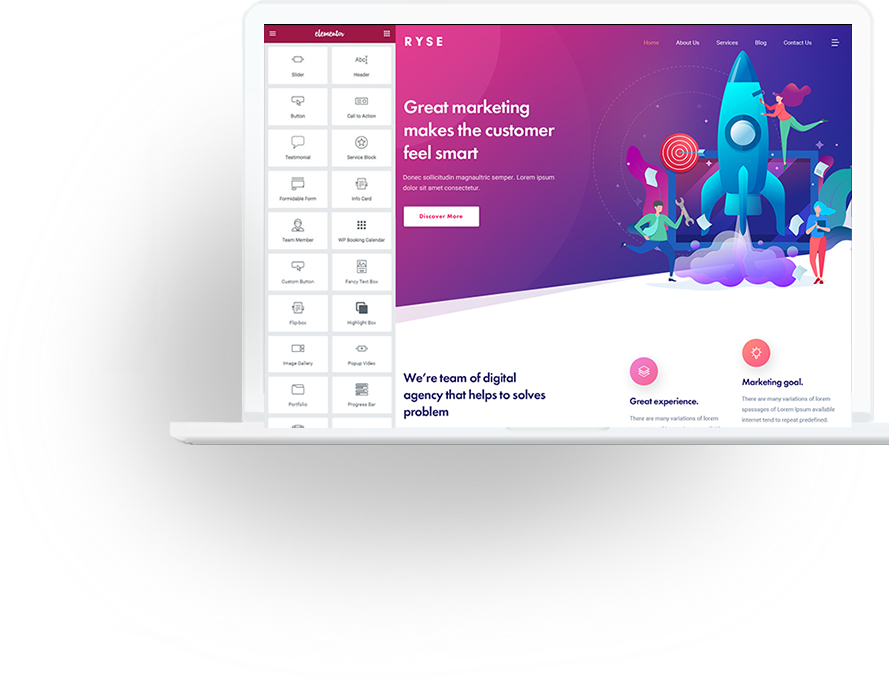 elementor
Slider
Header
Button
Call to Action
Testimonial
Service Block
Formidable Form
Info Card
Team Member
WP Booking Calendar
Custom Button
Fancy Text Box
Flip-box
Highlight Box
Image Gallery
Popup Video
Portfolio
Progress Bar
RYSE
Home
About Us
Services
Blog
Contact Us
Great marketing
makes the customer
feel smart
Donec sollicitudin magnaultric semper. Lorem ipsum
dolor sit amet consectetur.
Discover More
We're team of digital
agency that helps to solves
problem
Great experience.
There are many variations of lorem
Marketing goal.
There are many variations of lorem
spassages of Lorem Ipsum available
internet tend to repeat predefined.